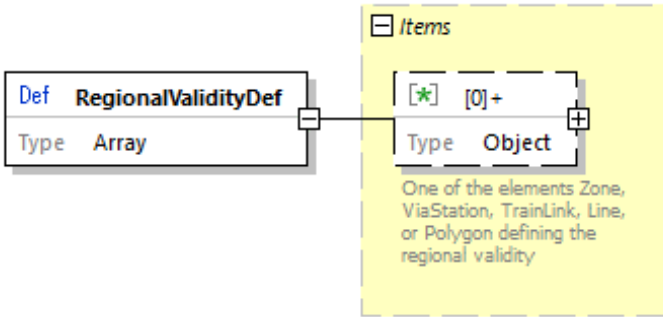 Items
Def RegionalValidityDef
Type Array
[*] [0]+
Type Object
One of the elements Zone,
ViaStation, TrainLink, Line,
or Polygon defining the
regional validity